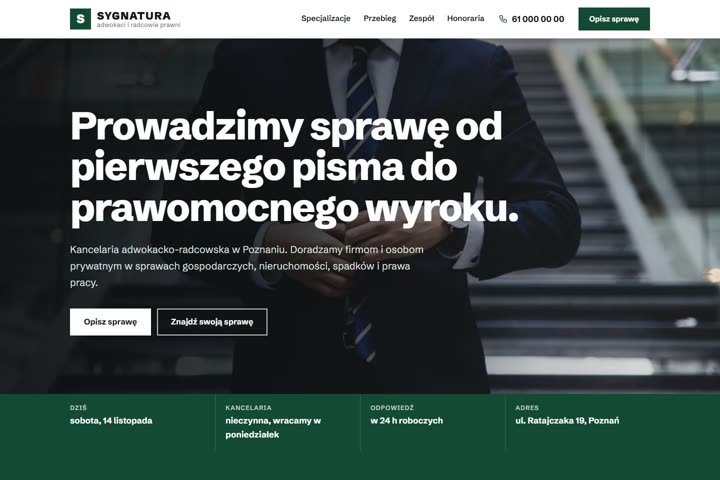 S
SYGNATURA
adwokaci i radcowie prawni
Specjalizacje
Przebieg
Zespół
Honoraria
61 000 00 00
Opisz sprawę
Prowadzimy sprawę od
pierwszego pisma do
prawomocnego wyroku.
Kancelaria adwokacko-radcowska w Poznaniu. Doradzamy firmom i osobom
prywatnym w sprawach gospodarczych, nieruchomości, spadków i prawa
pracy.
Opisz sprawę
Znajdź swoją sprawę
DZIŚ
sobota, 14 listopada
KANCELARIA
nieczynna, wracamy w
poniedziałek
ODPOWIEDŹ
w 24 h roboczych
ADRES
ul. Ratajczaka 19, Poznań